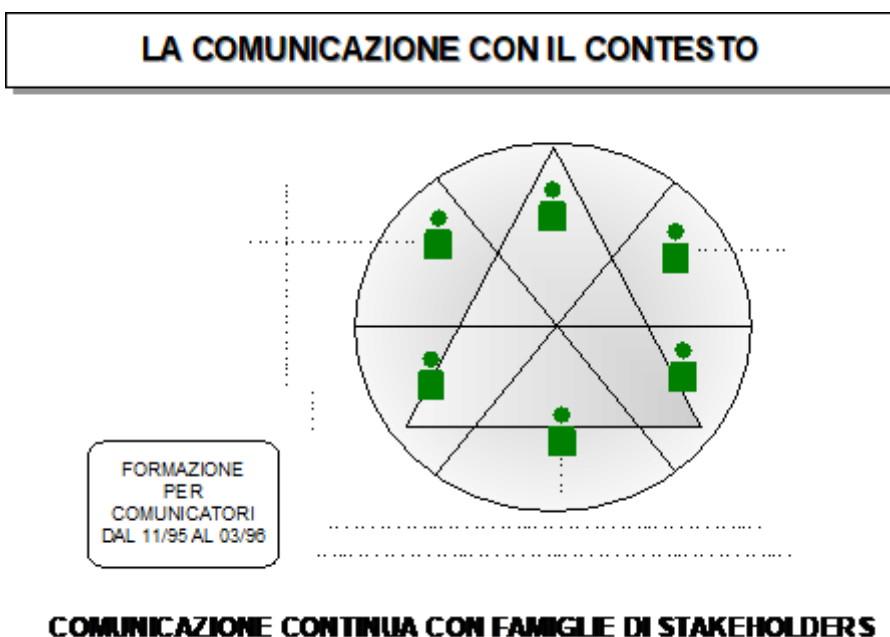 LA COMUNICAZIONE CON IL CONTESTO
FORMAZIONE
PER
COMUNICATORI
DAL 11/95 AL 03/96
COMUNICAZIONE CONTINUA CON FAMIGLIE DI STAKEHOLDERS